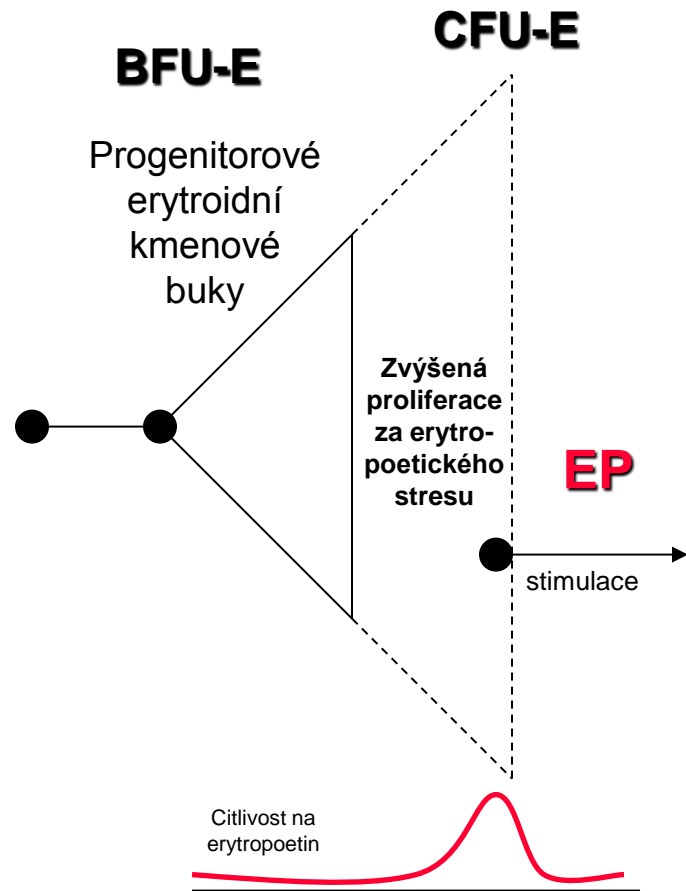 CFU-E
BFU-E
Progenitorové
erytroidní
kmenové
buky
Zvýšená
proliferace
za erytro-
poetického
stresu
EP
stimulace
Citlivost na
erytropoetin